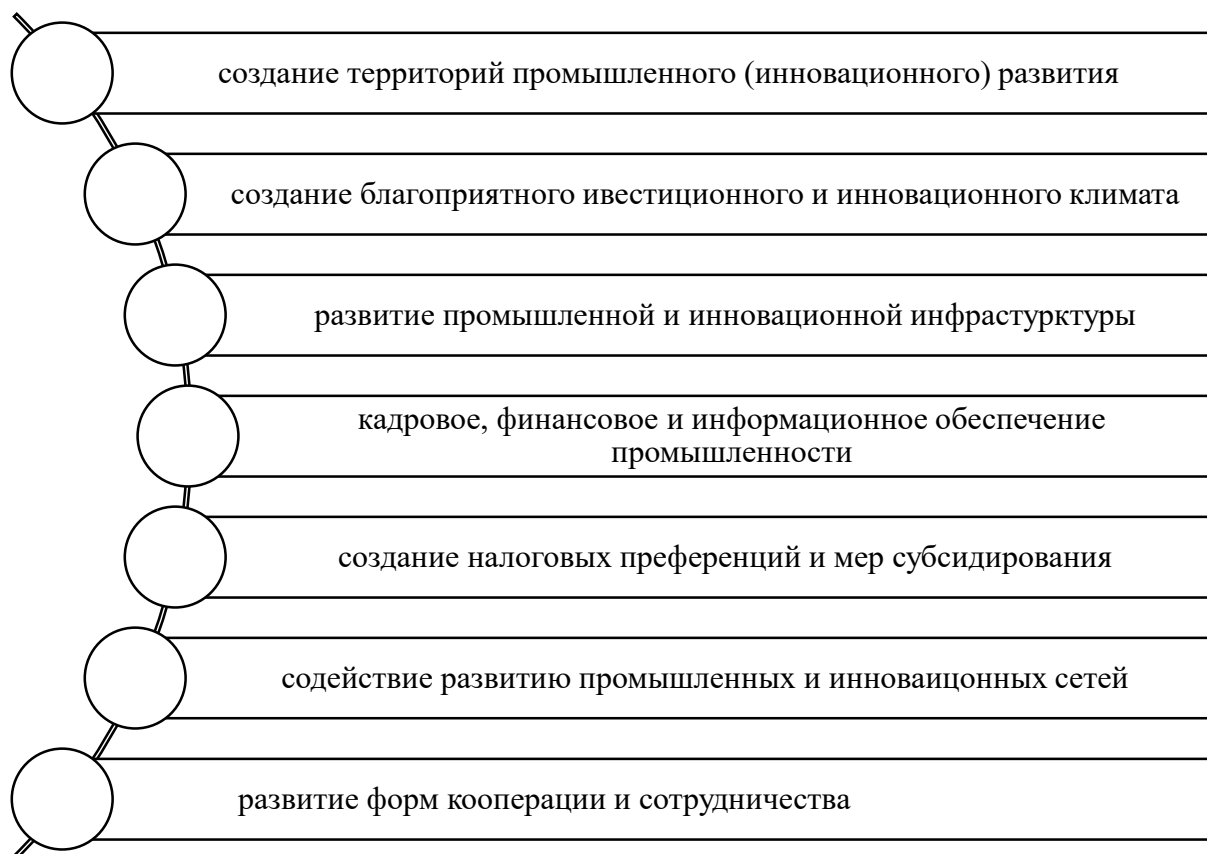 создание территорий промышленного (инновационного) развития
создание благоприятного ивестиционного и инновационного климата
развитие промышленной и инновационной инфрастурктуры
кадровое, финансовое и информационное обеспечение
промышленности
создание налоговых преференций и мер субсидирования
содействие развитию промышленных и инноваицонных сетей
развитие форм кооперации и сотрудничества